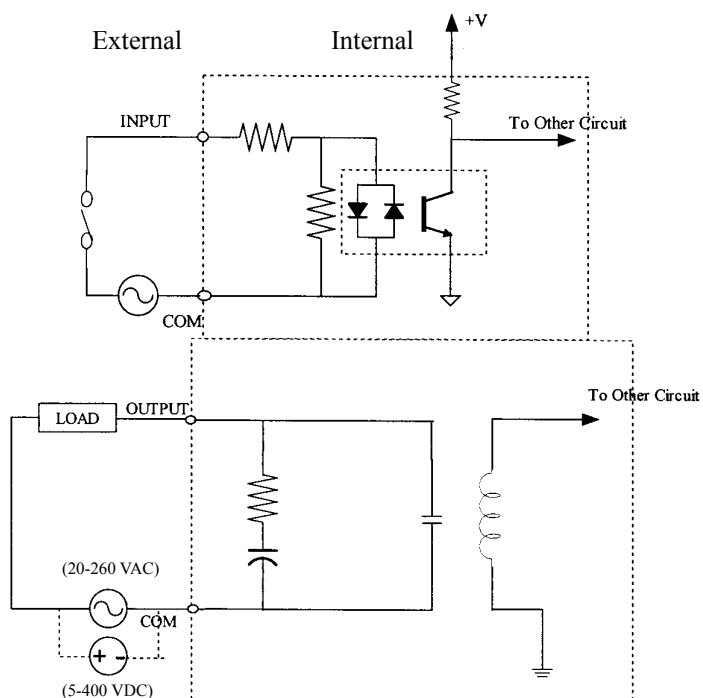 +V
External
Internal
INPUT
To Other Circuit
COM
LOAD
OUTPUT
To Other Circuit
(20-260 VAC)
COM
+ -
(5-400 VDC)